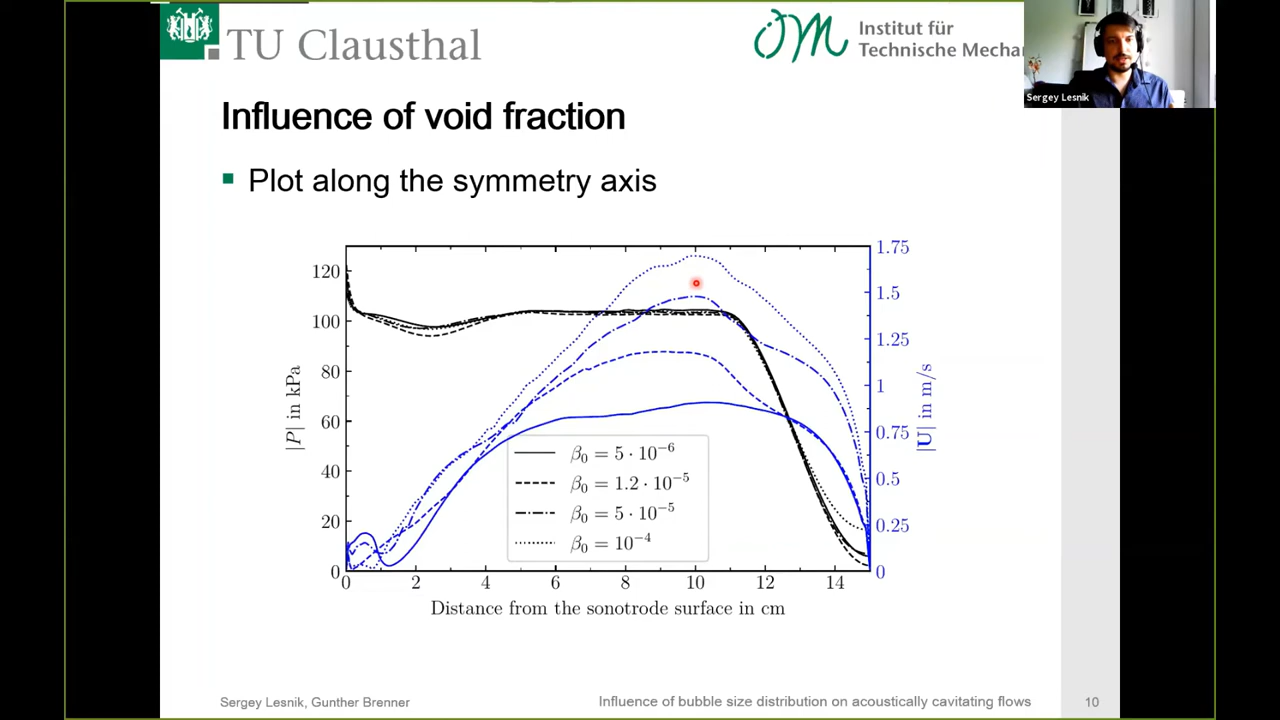 TU Clausthal
Institut für
Technische Mecha
Sergey Lesnik
Influence of void fraction
Plot along the symmetry axis
120
100
80
60
40
20
0
|P| in kPa
1.75
1.5
1.25
1
0.75
0.5
0.25
0
|U| in m/s
β₀ = 5 · 10⁻⁶
β₀ = 1.2 · 10⁻⁵
β₀ = 5 · 10⁻⁵
β₀ = 10⁻⁴
0 2 4 6 8 10 12 14
Distance from the sonotrode surface in cm
Sergey Lesnik, Gunther Brenner
Influence of bubble size distribution on acoustically cavitating flows
10